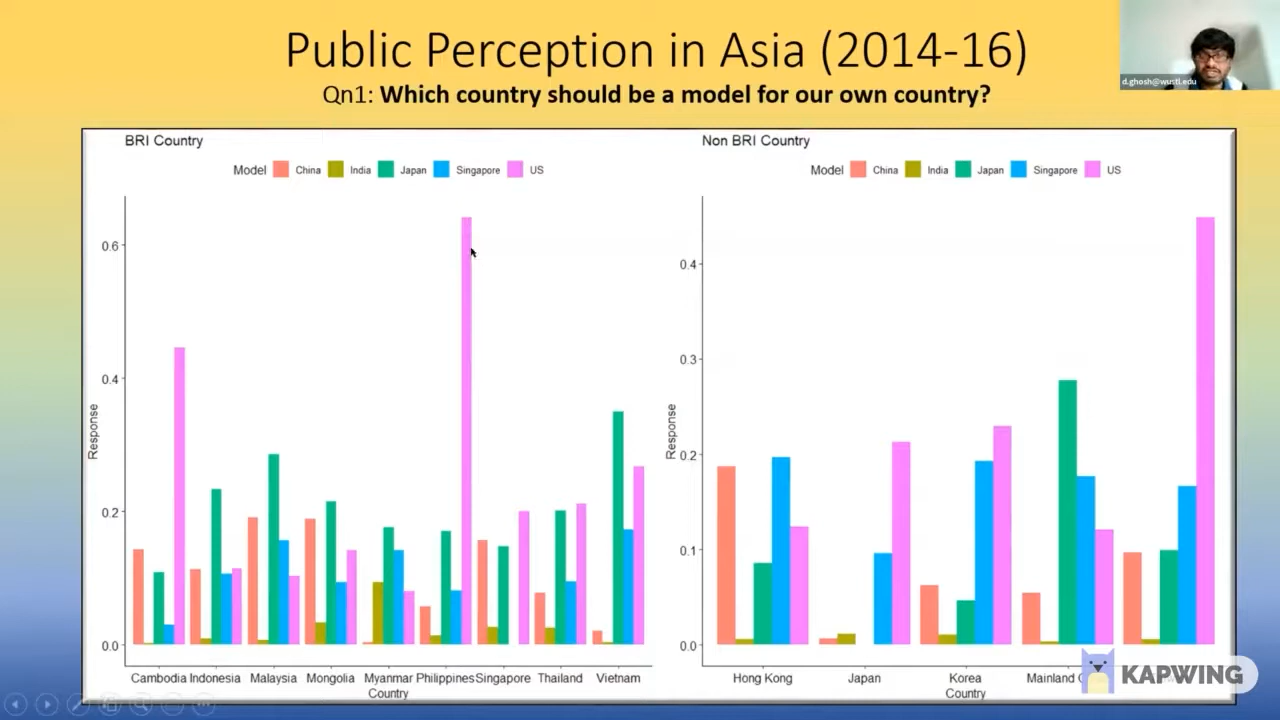 Public Perception in Asia (2014-16)
Qn1: Which country should be a model for our own country?
d.ghosh@wustl.edu
BRI Country
Model China India Japan Singapore US
0.6
0.4
0.2
0.0
Response
Cambodia Indonesia Malaysia Mongolia Myanmar Philippines Singapore Thailand Vietnam
Country
Non BRI Country
Model China India Japan Singapore US
0.4
0.3
0.2
0.1
0.0
Response
Hong Kong Japan Korea Mainland
Country
KAPWING